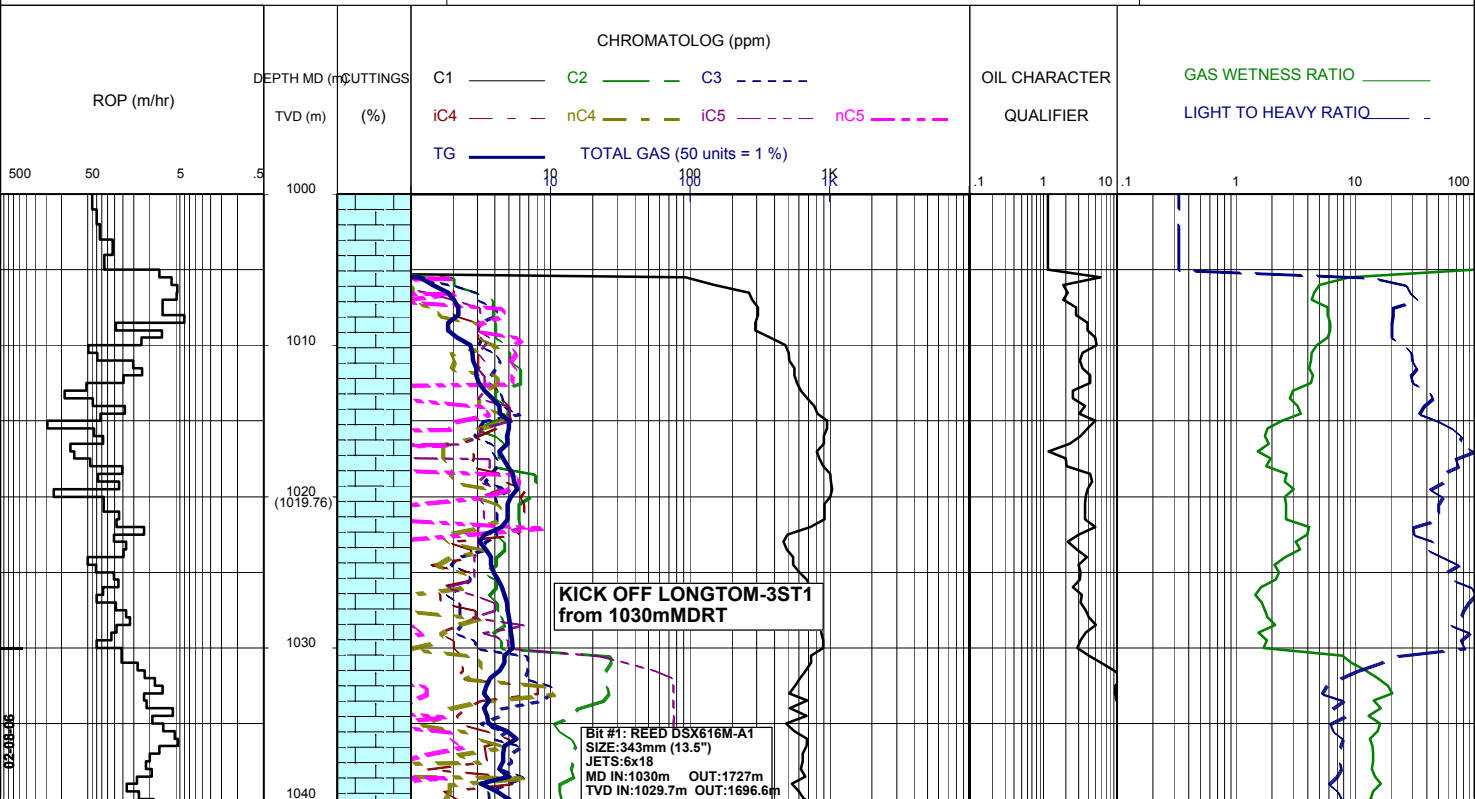 CHROMATOLOG (ppm)
DEPTH MD (m) CUTTINGS C1 C2 C3 OIL CHARACTER GAS WETNESS RATIO
ROP (m/hr)
TVD (m) (%) iC4 nC4 iC5 nC5 QUALIFIER LIGHT TO HEAVY RATIO
TG TOTAL GAS (50 units = 1 %)
500 50 5 .5 10 100 1K .1 1 10 .1 1 10 100
10 100 1K
1000
1010
1020
(1019.76)
KICK OFF LONGTOM-3ST1
from 1030mMDRT
1030
02-08-06
Bit #1: REED DSX616M-A1
SIZE:343mm (13.5")
JETS:6x18
MD IN:1030m OUT:1727m
TVD IN:1029.7m OUT:1696.6m
1040